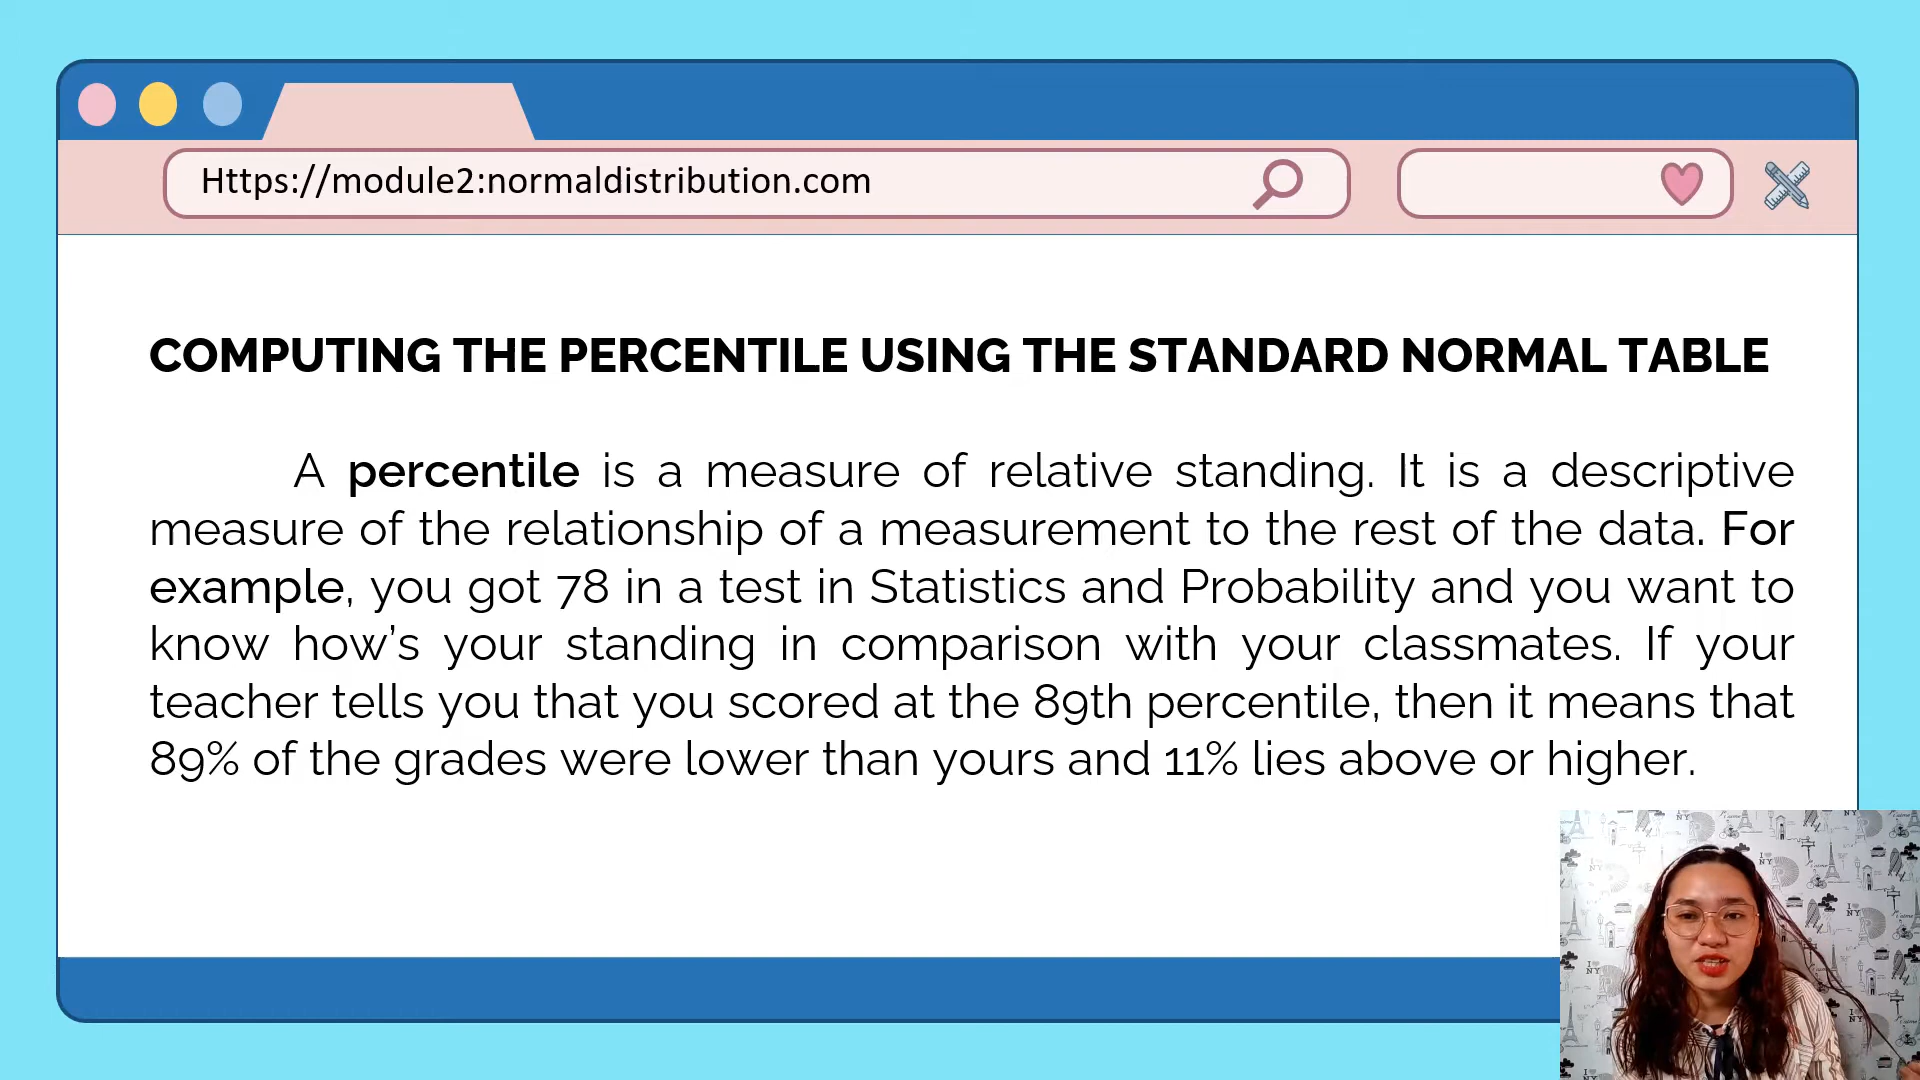 Https://module2:normaldistribution.com
COMPUTING THE PERCENTILE USING THE STANDARD NORMAL TABLE
A percentile is a measure of relative standing. It is a descriptive
measure of the relationship of a measurement to the rest of the data. For
example, you got 78 in a test in Statistics and Probability and you want to
know how’s your standing in comparison with your classmates. If your
teacher tells you that you scored at the 89th percentile, then it means that
89% of the grades were lower than yours and 11% lies above or higher.